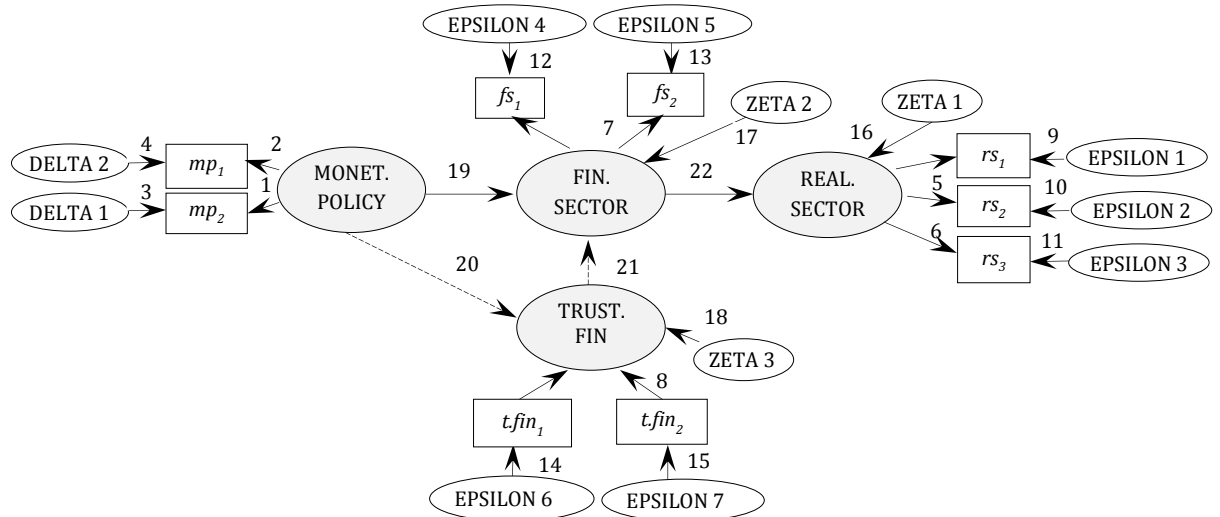 EPSILON 4
EPSILON 5
12
13
fs₁
fs₂
ZETA 2
ZETA 1
7
17
16
9
4
2
DELTA 2
mp₁
MONET.
POLICY
19
FIN.
SECTOR
22
REAL.
SECTOR
rs₁
EPSILON 1
3
1
DELTA 1
mp₂
5
10
rs₂
EPSILON 2
6
11
rs₃
EPSILON 3
20
21
TRUST.
FIN
18
ZETA 3
8
t.fin₁
t.fin₂
14
15
EPSILON 6
EPSILON 7